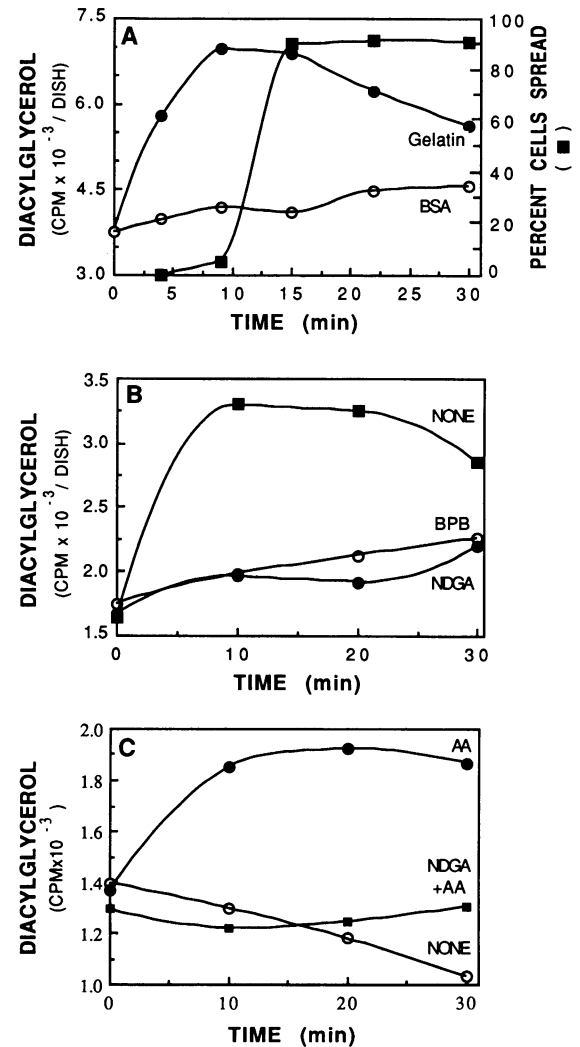 A
DIACYLGLYCEROL
(CPM x 10 -3 / DISH)
7.5
6.0
4.5
3.0
100
80
60
40
20
0
PERCENT CELLS SPREAD
( ■ )
Gelatin
BSA
0 5 10 15 20 25 30
TIME (min)
B
DIACYLGLYCEROL
(CPM x 10 -3 / DISH)
3.5
3.0
2.5
2.0
1.5
NONE
BPB
NDGA
0 10 20 30
TIME (min)
C
DIACYLGLYCEROL
(CPMx10 -3 )
2.0
1.8
1.6
1.4
1.2
1.0
AA
NDGA
+AA
NONE
0 10 20 30
TIME (min)